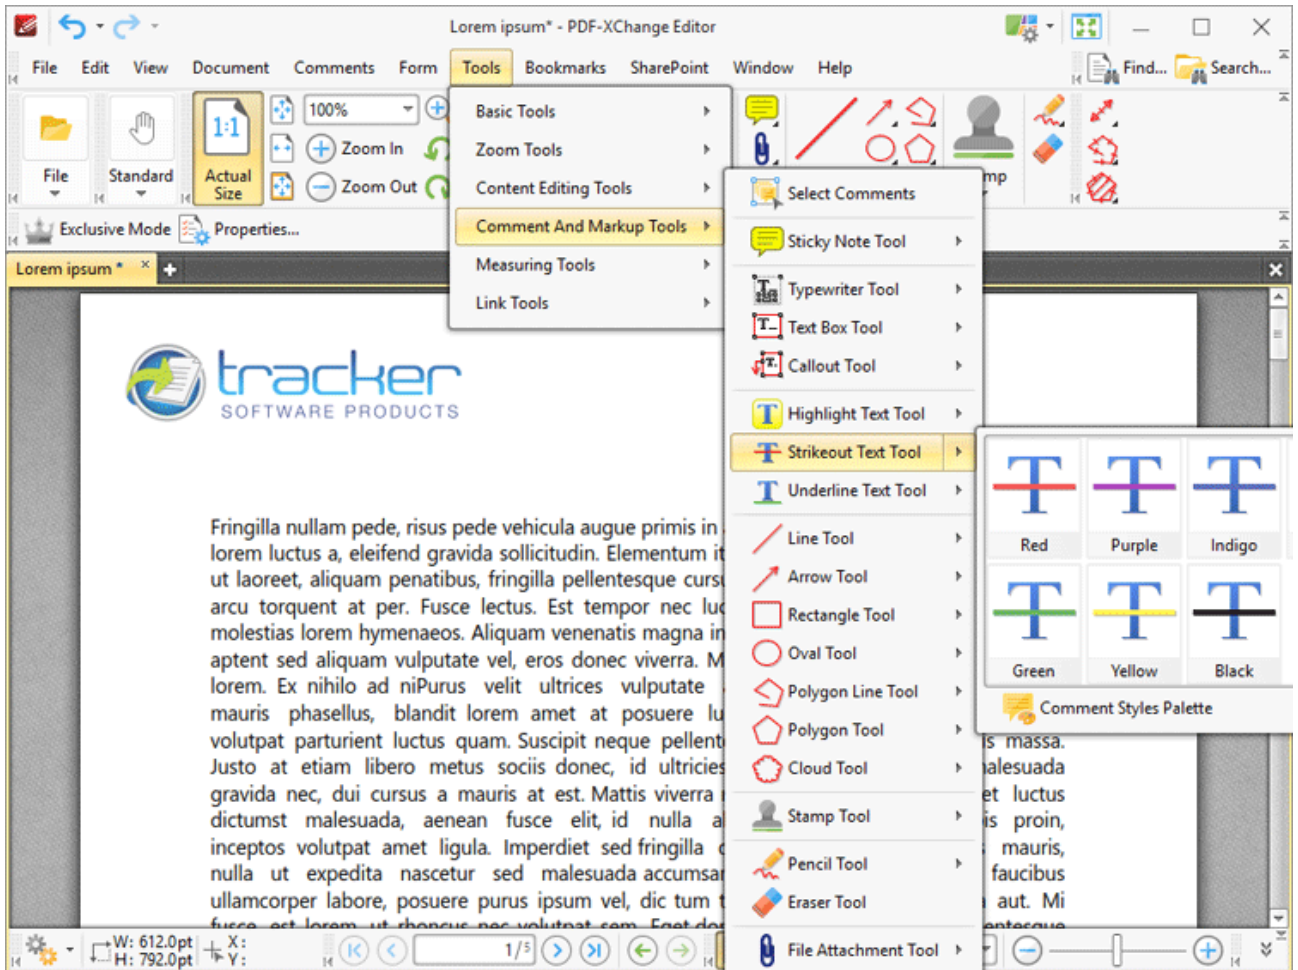 Lorem ipsum* - PDF-XChange Editor
File Edit View Document Comments Form Tools Bookmarks SharePoint Window Help
Find... Search...
100%
1:1
Zoom In
Zoom Out
File
Standard
Actual
Size
Exclusive Mode Properties...
Lorem ipsum *
Basic Tools
Zoom Tools
Content Editing Tools
Comment And Markup Tools
Measuring Tools
Link Tools
Select Comments
Sticky Note Tool
Typewriter Tool
Text Box Tool
Callout Tool
Highlight Text Tool
Strikeout Text Tool
Underline Text Tool
Line Tool
Arrow Tool
Rectangle Tool
Oval Tool
Polygon Line Tool
Polygon Tool
Cloud Tool
Stamp Tool
Pencil Tool
Eraser Tool
File Attachment Tool
Red Purple Indigo
Green Yellow Black
Comment Styles Palette
tracker
SOFTWARE PRODUCTS
Fringilla nullam pede, risus pede vehicula augue primis in
lorem luctus a, eleifend gravida sollicitudin. Elementum
ut laoreet, aliquam penatibus, fringilla pellentesque
arcu torquent at per. Fusce lectus. Est tempor nec
molestias lorem hymenaeos. Aliquam venenatis magna
aptent sed aliquam vulputate vel, eros donec viverra.
lorem. Ex nihilo ad niPurus velit ultrices vulputate
mauris phasellus, blandit lorem amet at posuere
volutpat parturient luctus quam. Suscipit neque massa.
Justo at etiam libero metus sociis donec, id ultricies
gravida nec, dui cursus a mauris at est. Mattis viverra et luctus
dictumst malesuada, aenean fusce elit, id nulla proin,
inceptos volutpat amet ligula. Imperdiet sed fringilla mauris,
nulla ut expedita nascetur sed malesuada faucibus
ullamcorper labore, posuere purus ipsum vel, dic tum aut. Mi
W: 612.0pt
H: 792.0pt
X:
Y:
1/5